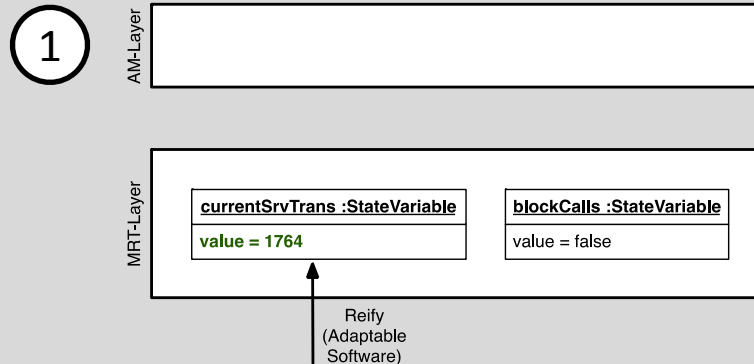 1
AM-Layer
MRT-Layer
currentSrvTrans :StateVariable
value = 1764
blockCalls :StateVariable
value = false
Reify
(Adaptable
Software)